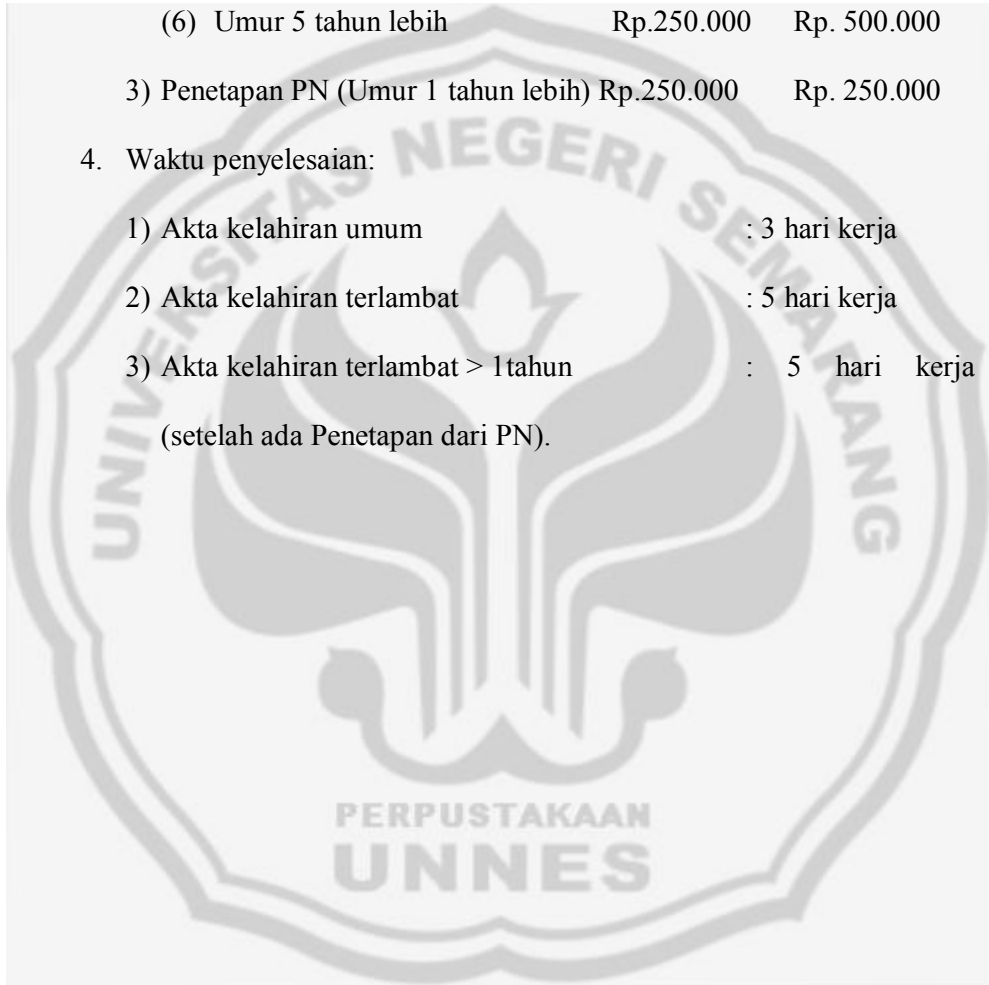 (6) Umur 5 tahun lebih Rp.250.000 Rp. 500.000
3) Penetapan PN (Umur 1 tahun lebih) Rp.250.000 Rp. 250.000
4. Waktu penyelesaian:
1) Akta kelahiran umum : 3 hari kerja
2) Akta kelahiran terlambat : 5 hari kerja
3) Akta kelahiran terlambat > 1tahun : 5 hari kerja
(setelah ada Penetapan dari PN).
UNIVERSITAS NEGERI SEMARANG
PERPUSTAKAAN
UNNES